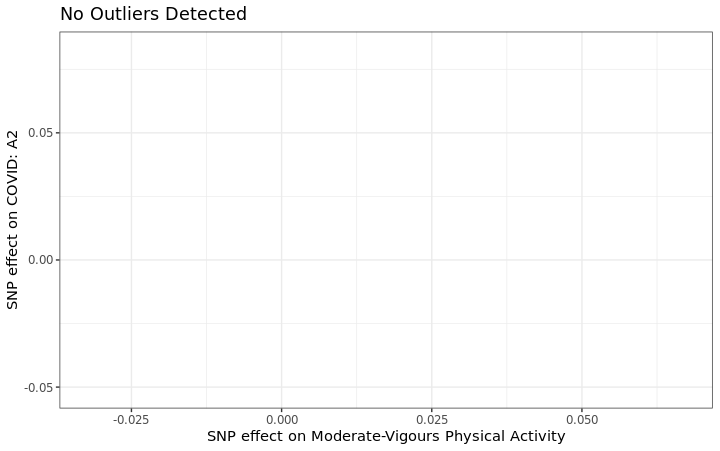 No Outliers Detected
SNP effect on COVID: A2
0.05
0.00
-0.05
-0.025 0.000 0.025 0.050
SNP effect on Moderate-Vigours Physical Activity